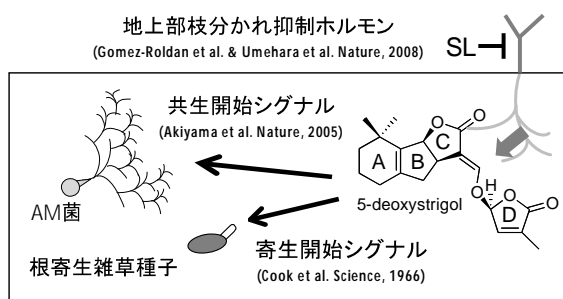 地上部枝分かれ抑制ホルモン
(Gomez-Roldan et al. & Umehara et al. Nature, 2008)
SL
共生開始シグナル
(Akiyama et al. Nature, 2005)
O
O
C
A
B
AM菌
5-deoxystrigol
O
H
O
D
O
根寄生雑草種子
寄生開始シグナル
(Cook et al. Science, 1966)